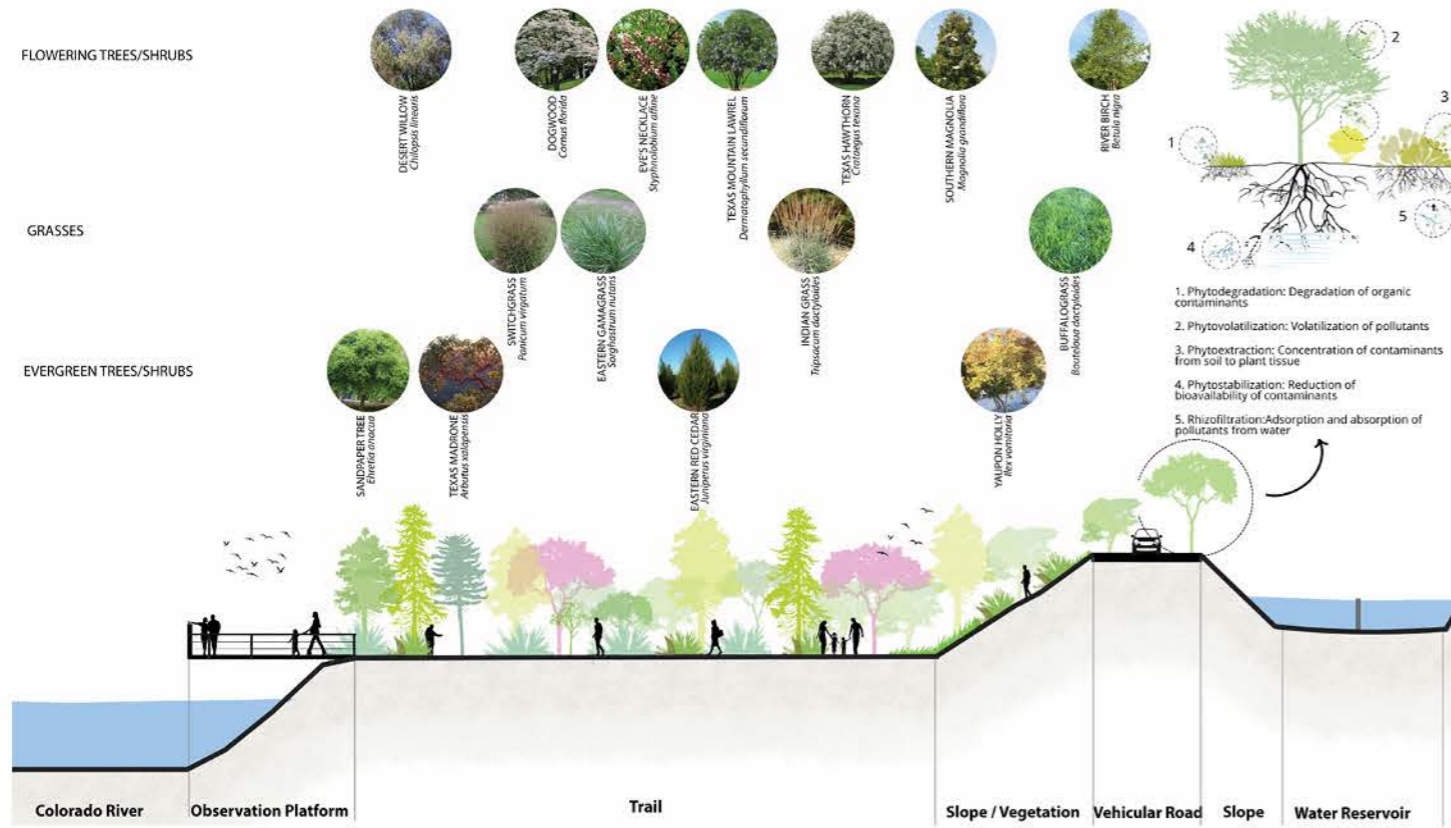 FLOWERING TREES/SHRUBS
DESERT WILLOW
Chilopsis linearis
DOGWOOD
Cornus florida
EVE'S NECKLACE
Styphnolobium affine
TEXAS MOUNTAIN LAWREL
Dermatophyllum secundiflorum
TEXAS HAWTHORN
Crataegus texana
SOUTHERN MAGNOLIA
Magnolia grandiflora
RIVER BIRCH
Betula nigra
GRASSES
SWITCHGRASS
Panicum virgatum
EASTERN GAMAGRASS
Sorghastrum nutans
INDIAN GRASS
Tripsacum dactyloides
BUFFALOGRASS
Bouteloua dactyloides
EVERGREEN TREES/SHRUBS
SANDPAPER TREE
Ehretia anacua
TEXAS MADRONE
Arbutus xalapensis
EASTERN RED CEDAR
Juniperus virginiana
YAUPON HOLLY
Ilex vomitoria
1
2
3
4
5
1. Phytodegradation: Degradation of organic
contaminants
2. Phytovolatilization: Volatilization of pollutants
3. Phytoextraction: Concentration of contaminants
from soil to plant tissue
4. Phytostabilization: Reduction of
bioavailability of contaminants
5. Rhizofiltration:Adsorption and absorption of
pollutants from water
Colorado River
Observation Platform
Trail
Slope / Vegetation
Vehicular Road
Slope
Water Reservoir